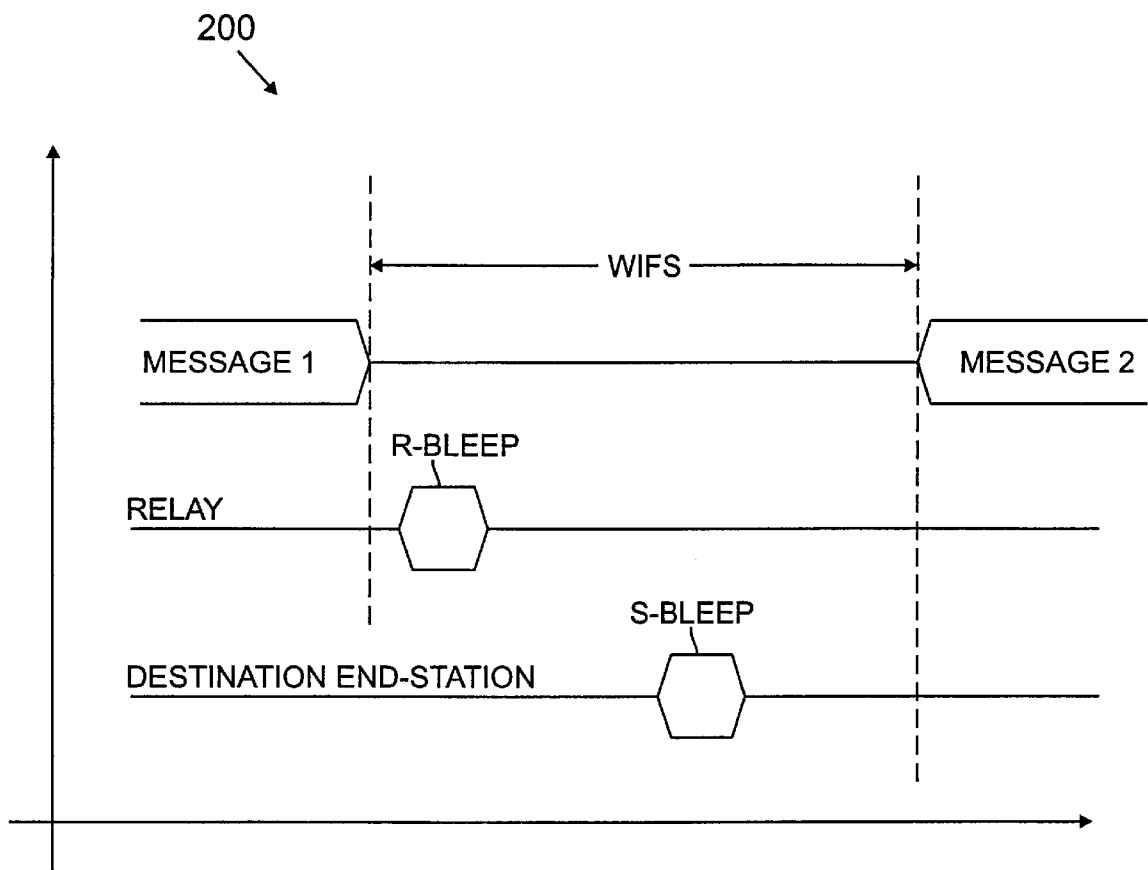 200
WIFS
MESSAGE 1
MESSAGE 2
R-BLEEP
RELAY
S-BLEEP
DESTINATION END-STATION